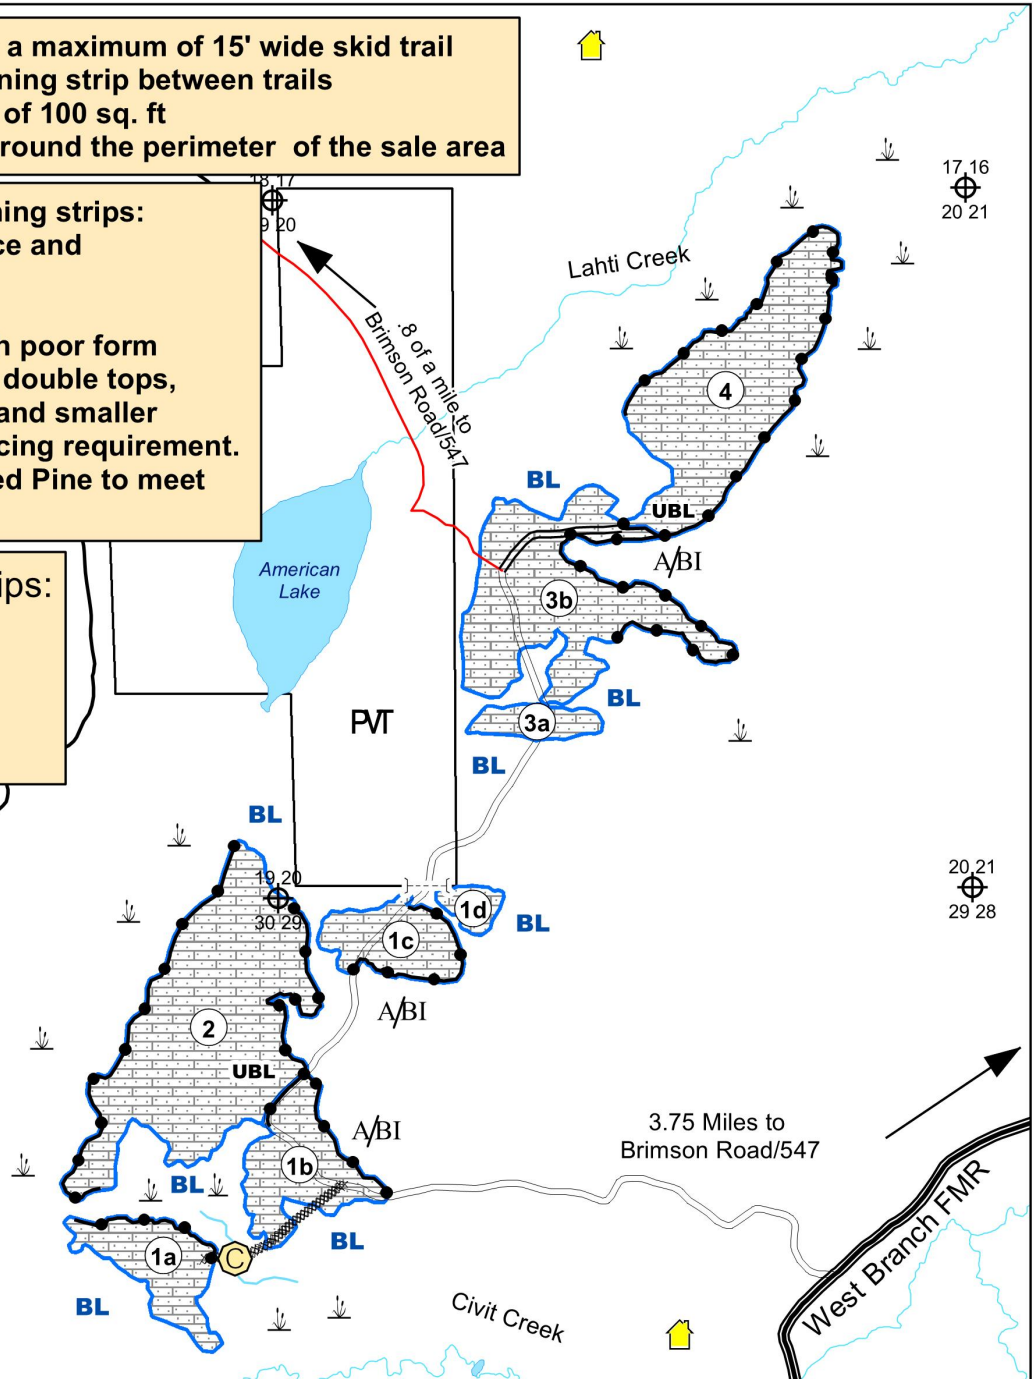 a maximum of 15' wide skid trail
ning strip between trails
of 100 sq. ft
round the perimeter of the sale area
18 17
9 20
17 16
20 21
ning strips:
ce and
n poor form
double tops,
and smaller
cing requirement.
ed Pine to meet
ips:
Lahti Creek
.8 of a mile to
Brimson Road/547
4
BL
UBL
A/BI
3b
American
Lake
BL
3a
PVT
BL
BL
19 20
30 29
20 21
29 28
1d
BL
1c
A/BI
2
UBL
A/BI
3.75 Miles to
Brimson Road/547
1b
BL
BL
1a
C
West Branch FMR
BL
Civit Creek